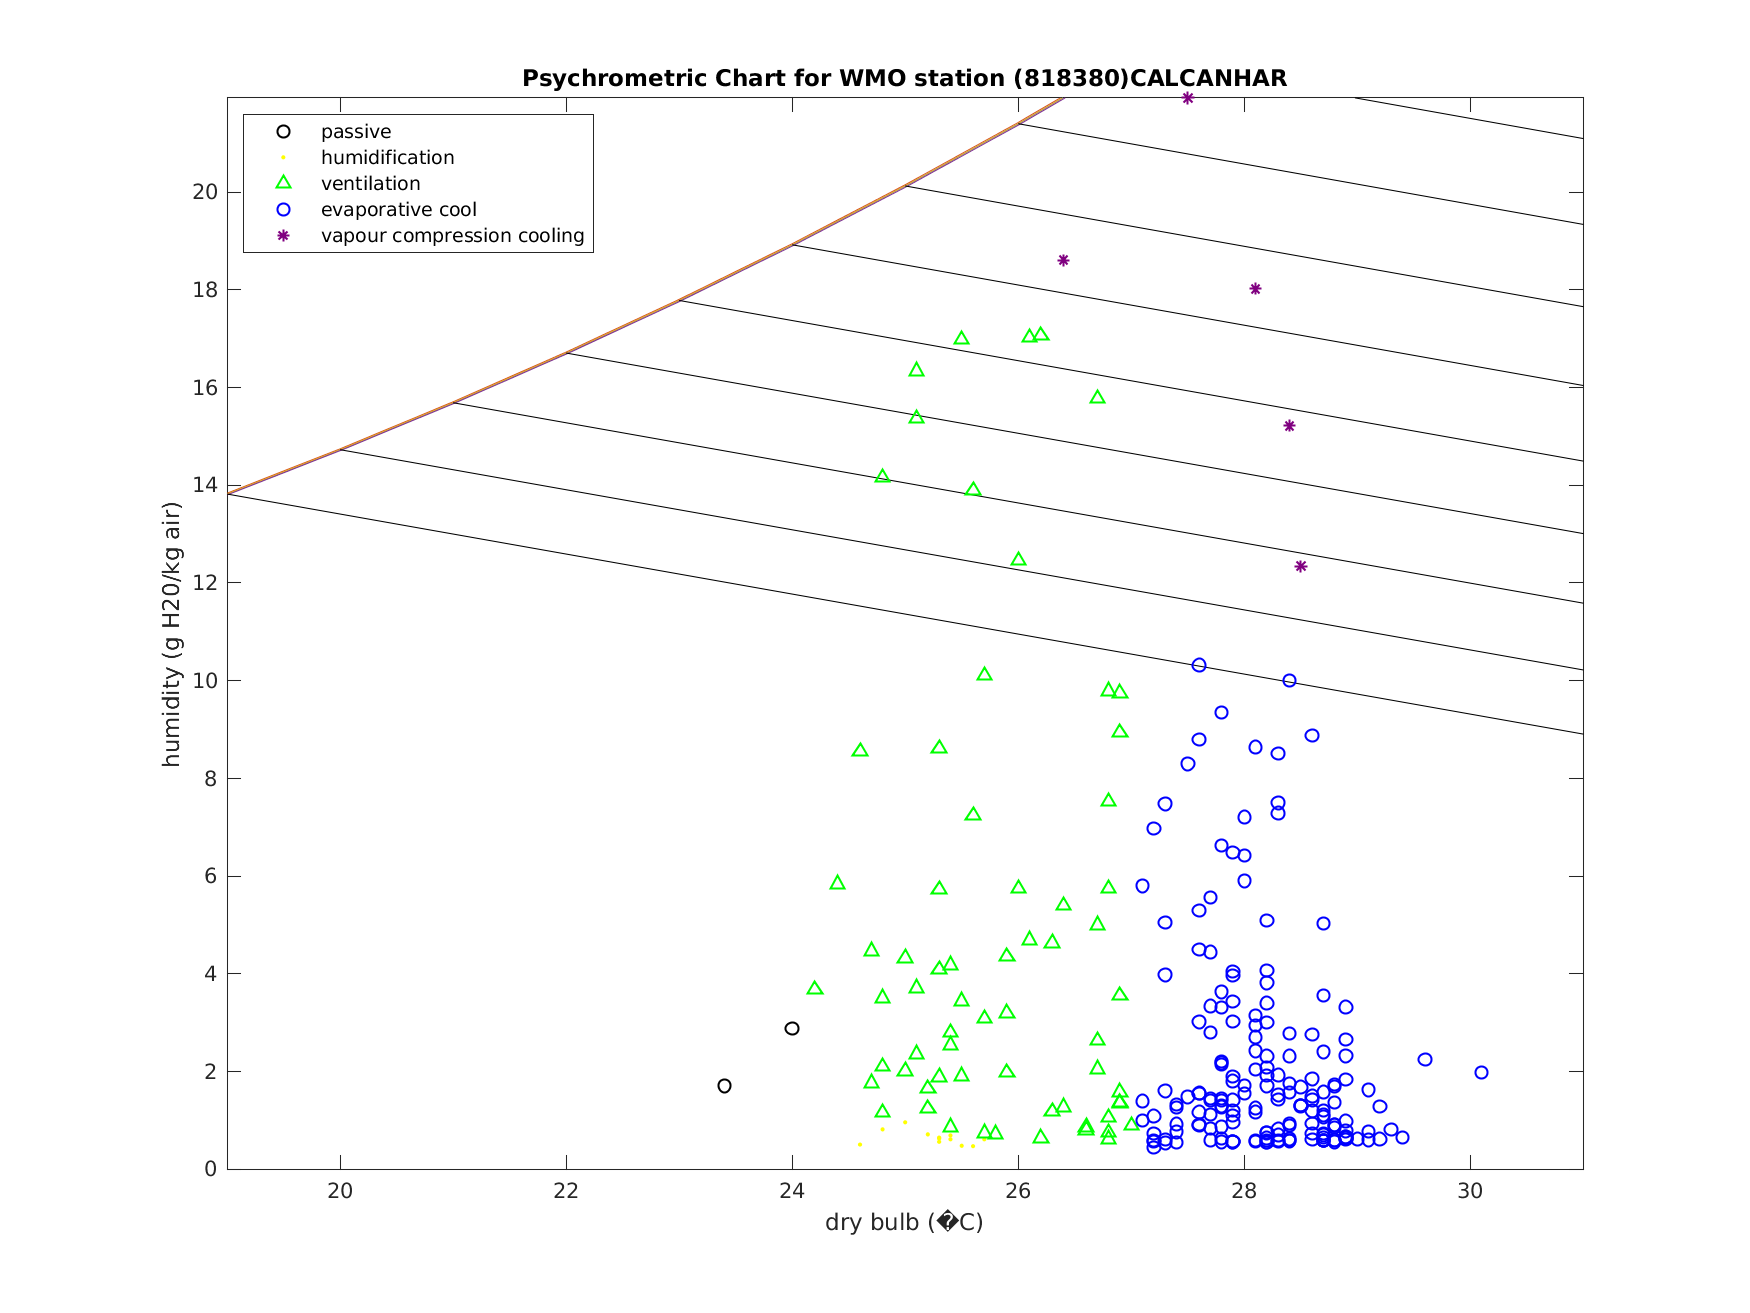 Psychrometric Chart for WMO station (818380)CALCANHAR
passive
humidification
ventilation
evaporative cool
vapour compression cooling
20
18
16
14
12
10
8
6
4
2
0
humidity (g H20/kg air)
20 22 24 26 28 30
dry bulb (�C)